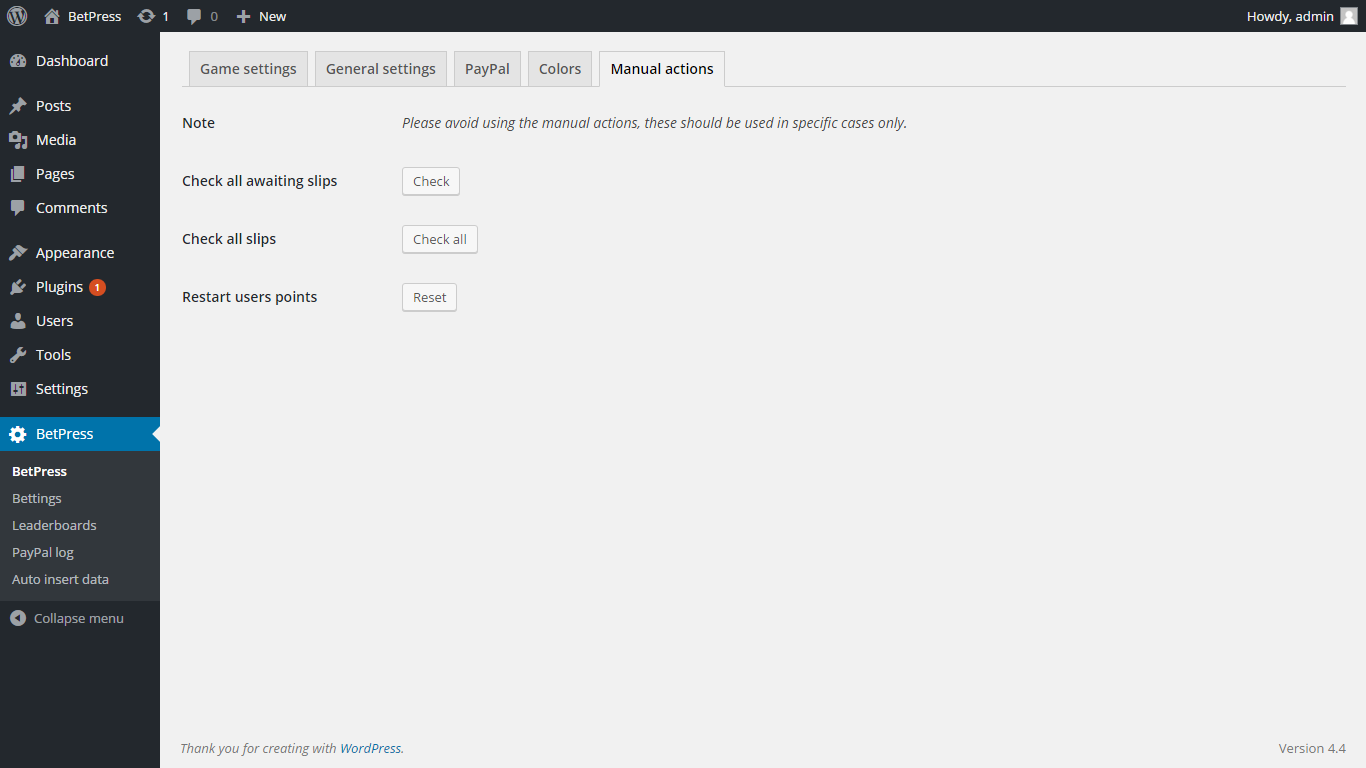 BetPress 1 0 New Howdy, admin
Dashboard
Posts
Media
Pages
Comments
Appearance
Plugins 1
Users
Tools
Settings
BetPress
BetPress
Bettings
Leaderboards
PayPal log
Auto insert data
Collapse menu
Game settings General settings PayPal Colors Manual actions
Note Please avoid using the manual actions, these should be used in specific cases only.
Check all awaiting slips Check
Check all slips Check all
Restart users points Reset
Thank you for creating with WordPress. Version 4.4